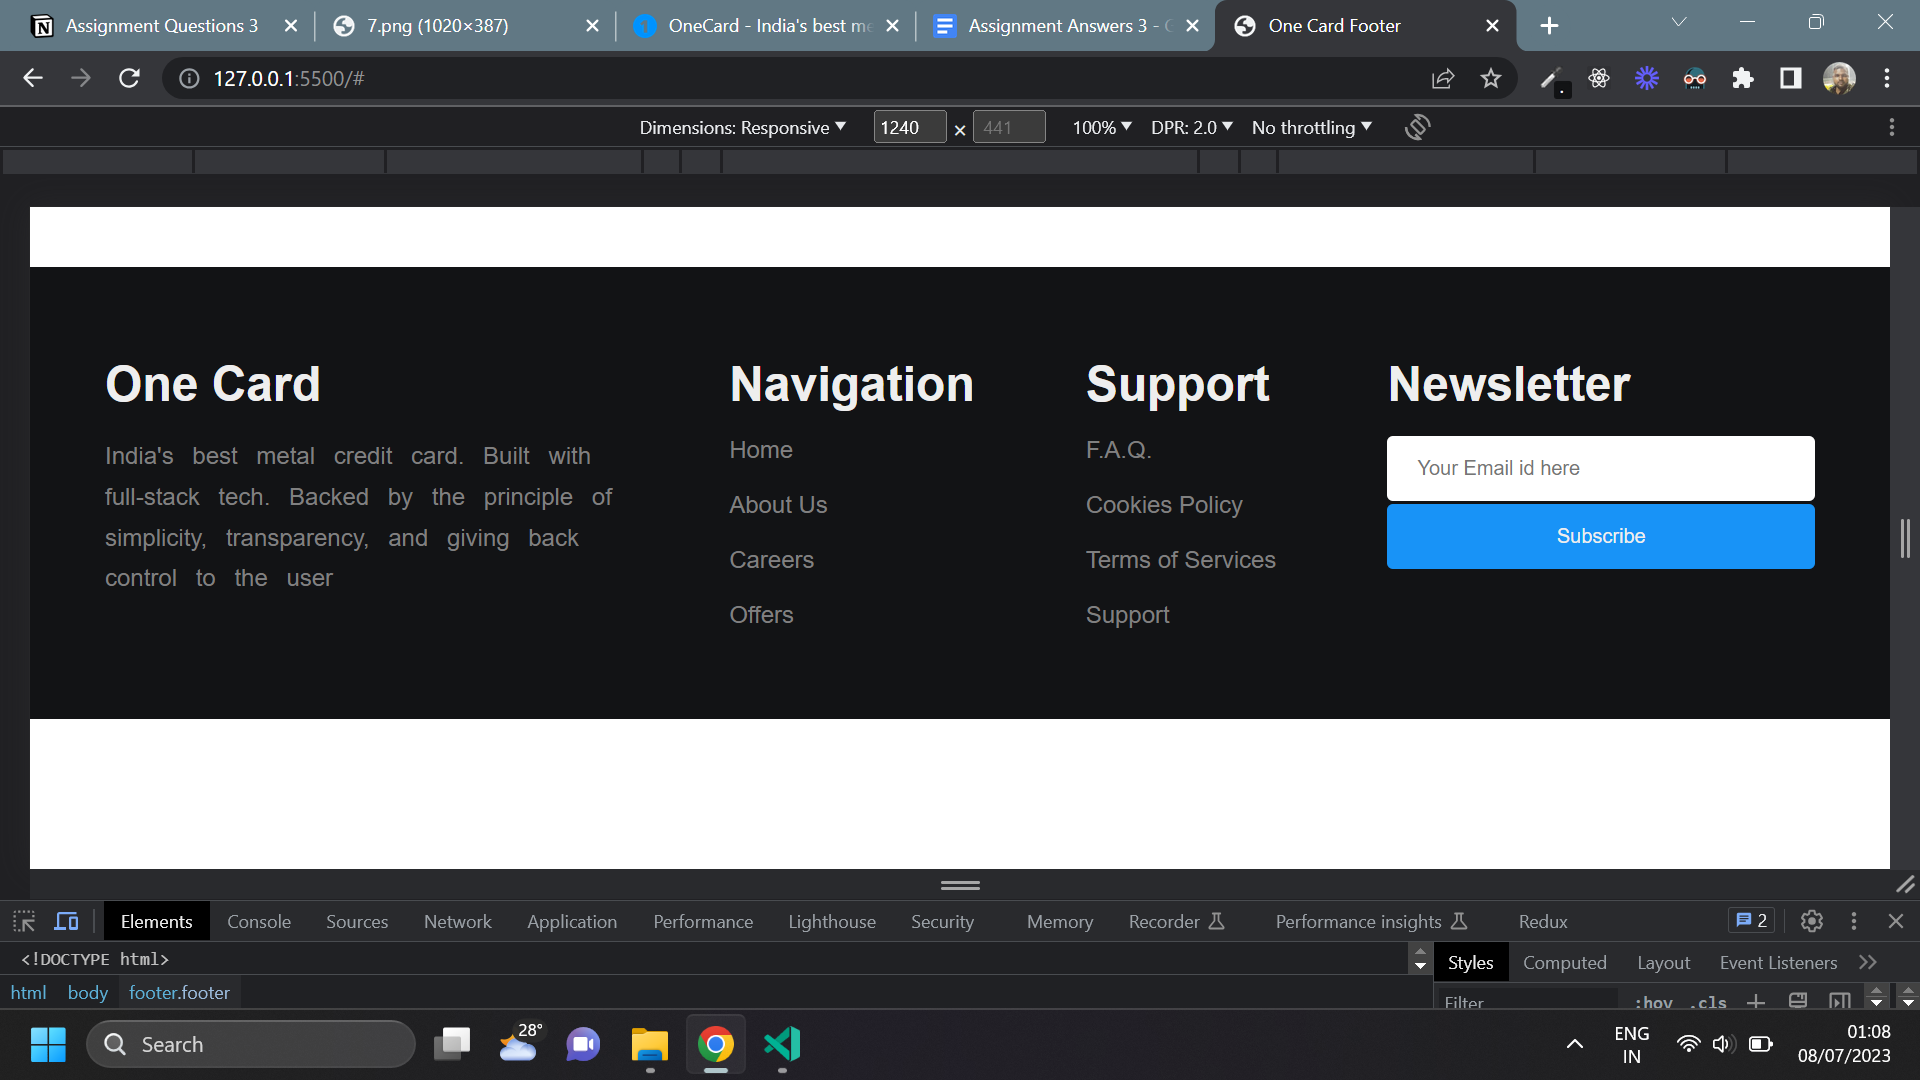 Assignment Questions 3
7.png (1020×387)
OneCard - India's best me
Assignment Answers 3 - G
One Card Footer
127.0.0.1:5500/#
Dimensions: Responsive
1240 × 441
100%
DPR: 2.0
No throttling
One Card
India's best metal credit card. Built with
full-stack tech. Backed by the principle of
simplicity, transparency, and giving back
control to the user
Navigation
Home
About Us
Careers
Offers
Support
F.A.Q.
Cookies Policy
Terms of Services
Support
Newsletter
Your Email id here
Subscribe
Elements
Console
Sources
Network
Application
Performance
Lighthouse
Security
Memory
Recorder
Performance insights
Redux
2
<!DOCTYPE html>
html body footer.footer
Styles
Computed
Layout
Event Listeners
Filter
:hov .cls
Search
28°
ENG
IN
01:08
08/07/2023